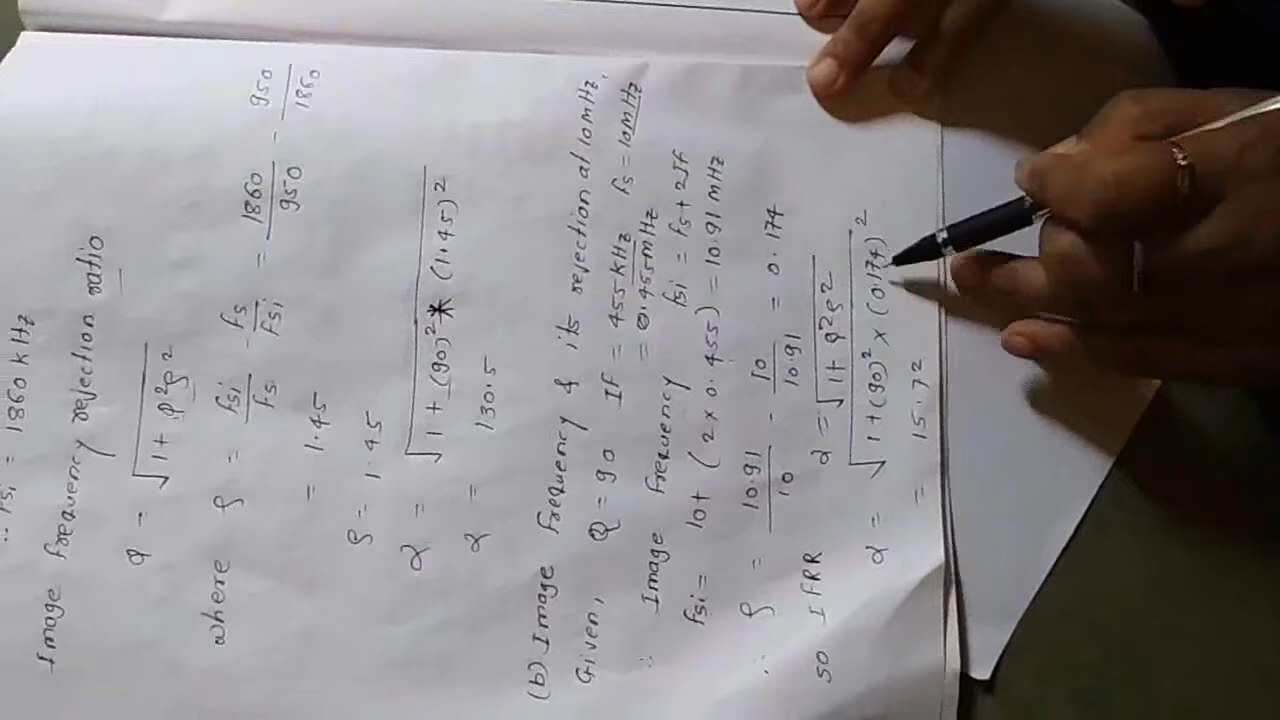 ∴ fsi = 1860 kHz
Image frequency rejection ratio
α = √1 + Q²ρ²
where ρ = fsi/fs - fs/fsi = 1860/950 - 950/1860
= 1.45
ρ = 1.45
α = √1 + (90)² * (1.45)²
α = 130.5
(b) Image frequency & its rejection at 10MHz.
Given, Q = 90 IF = 455 kHz fs = 10MHz
= 0.455MHz
∴ Image frequency fsi = fs + 2If
fsi = 10 + (2 x 0.455) = 10.91 MHz
∴ ρ = 10.91/10 - 10/10.91 = 0.174
SO IFRR α = √1 + Q²ρ²
α = √1 + (90)² x (0.174)²
= 15.72